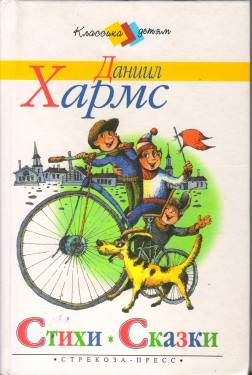 Классика детям
Даниил
Хармс
Стихи • Сказки
• СТРЕКОЗА-ПРЕСС •